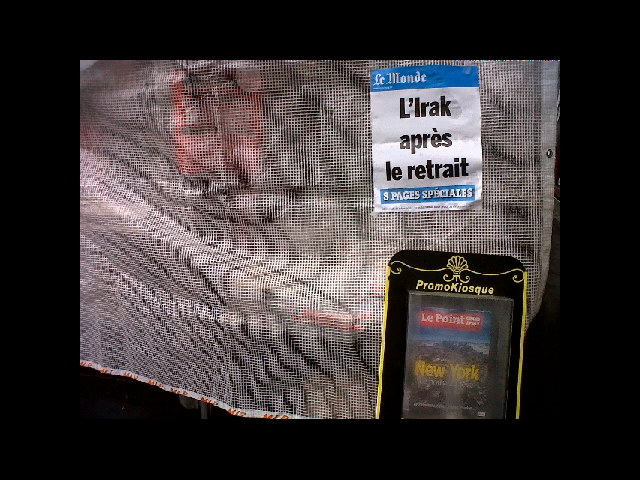 Le Monde
L'Irak
après
le retrait
8 PAGES SPÉCIALES
PromoKiosque
Le Point
New York